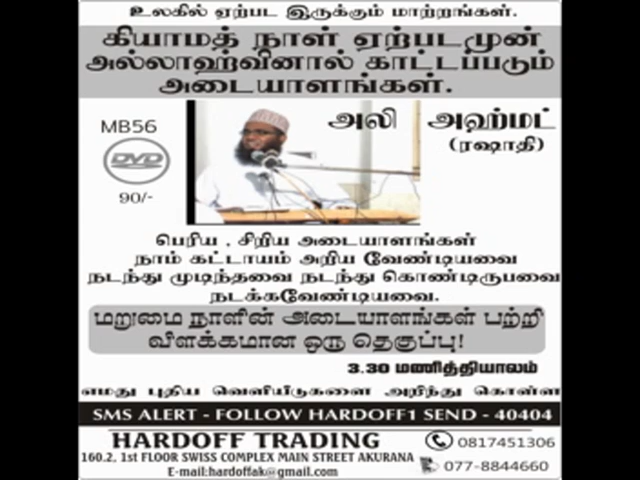 உலகில் ஏற்பட இருக்கும் மாற்றங்கள்.
கியாமத் நாள் ஏற்படமுன்
அல்லாஹ்வினால் காட்டப்படும்
அடையாளங்கள்.
MB56
DVD
90/-
அலி அஹ்மட்
(ரஷாதி)
பெரிய , சிறிய அடையாளங்கள்
நாம் கட்டாயம் அறிய வேண்டியவை
நடந்து முடிந்தவை நடந்து கொண்டிருபவை
நடக்கவேண்டியவை.
மறுமை நாளின் அடையாளங்கள் பற்றி
விளக்கமான ஒரு தெகுப்பு!
3.30 மணித்தியாலம்
எமது புதிய வெளியீடுகளை அறிந்து கொள்ள
SMS ALERT - FOLLOW HARDOFF1 SEND - 40404
HARDOFF TRADING
0817451306
160.2, 1st FLOOR SWISS COMPLEX MAIN STREET AKURANA
077-8844660
E-mail:hardoffak@gmail.com